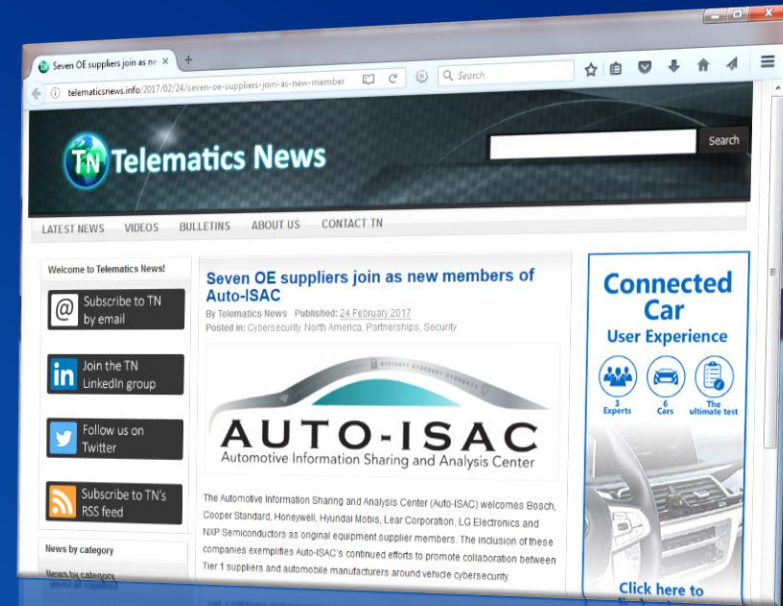 Seven OE suppliers join as ne
telematicsnews.info/2017/02/24/seven-oe-suppliers-join-as-new-member
Search
TN Telematics News
Search
LATEST NEWS VIDEOS BULLETINS ABOUT US CONTACT TN
Welcome to Telematics News!
@ Subscribe to TN
by email
in Join the TN
LinkedIn group
Follow us on
Twitter
Subscribe to TN's
RSS feed
News by category
Seven OE suppliers join as new members of
Auto-ISAC
By Telematics News Published: 24 February 2017
Posted in: Cybersecurity, North America, Partnerships, Security
AUTO-ISAC
Automotive Information Sharing and Analysis Center
The Automotive Information Sharing and Analysis Center (Auto-ISAC) welcomes Bosch,
Cooper Standard, Honeywell, Hyundai Mobis, Lear Corporation, LG Electronics and
NXP Semiconductors as original equipment supplier members. The inclusion of these
companies exemplifies Auto-ISAC's continued efforts to promote collaboration between
Tier 1 suppliers and automobile manufacturers around vehicle cybersecurity
Connected
Car
User Experience
3
Experts
6
Cars
The
ultimate test
Click here to